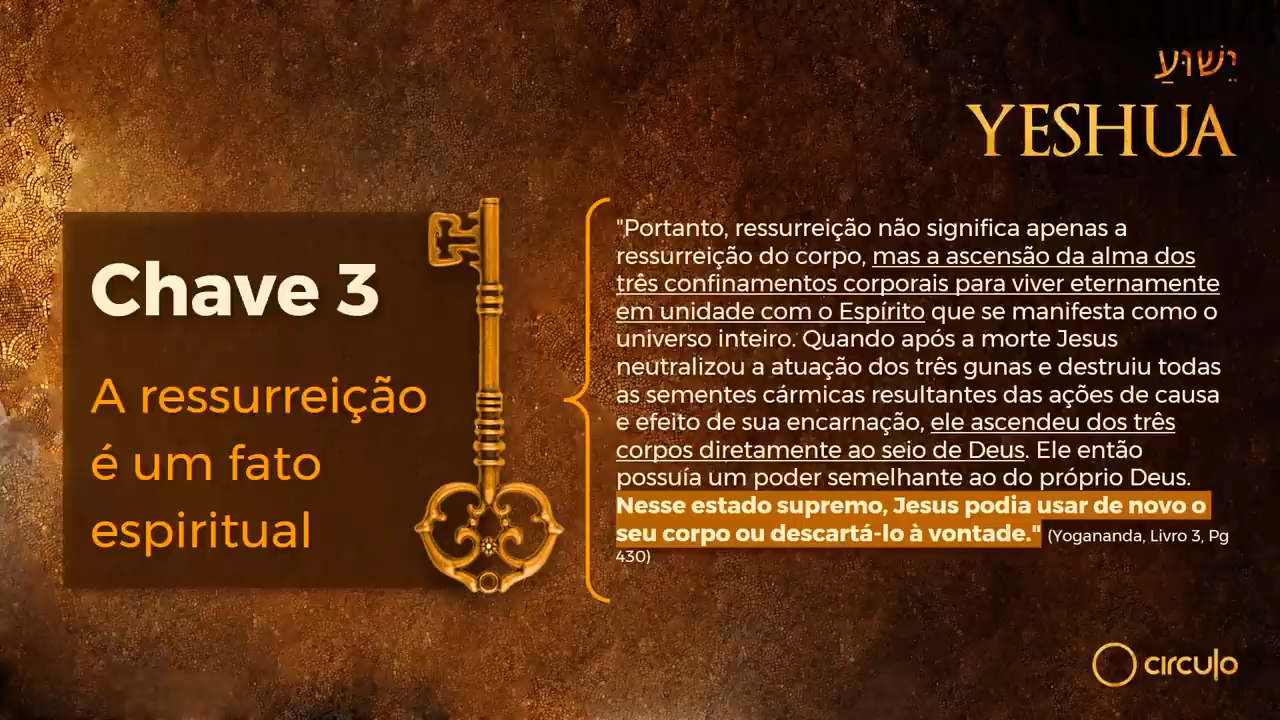 יֵשׁוּעַ
YESHUA
Chave 3
A ressurreição
é um fato
espiritual
"Portanto, ressurreição não significa apenas a
ressurreição do corpo, mas a ascensão da alma dos
três confinamentos corporais para viver eternamente
em unidade com o Espírito que se manifesta como o
universo inteiro. Quando após a morte Jesus
neutralizou a atuação dos três gunas e destruiu todas
as sementes cármicas resultantes das ações de causa
e efeito de sua encarnação, ele ascendeu dos três
corpos diretamente ao seio de Deus. Ele então
possuía um poder semelhante ao do próprio Deus.
Nesse estado supremo, Jesus podia usar de novo o
seu corpo ou descartá-lo à vontade." (Yogananda, Livro 3, Pg
430)
circulo